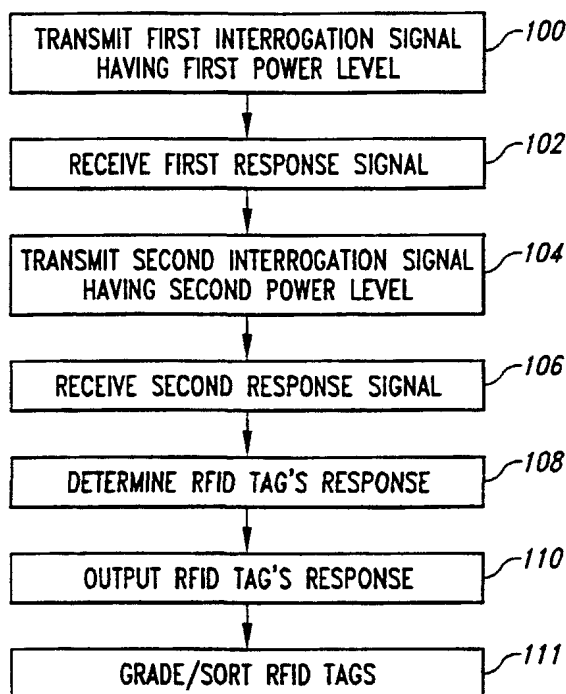 TRANSMIT FIRST INTERROGATION SIGNAL
HAVING FIRST POWER LEVEL
100
RECEIVE FIRST RESPONSE SIGNAL
102
TRANSMIT SECOND INTERROGATION SIGNAL
HAVING SECOND POWER LEVEL
104
RECEIVE SECOND RESPONSE SIGNAL
106
DETERMINE RFID TAG'S RESPONSE
108
OUTPUT RFID TAG'S RESPONSE
110
GRADE/SORT RFID TAGS
111